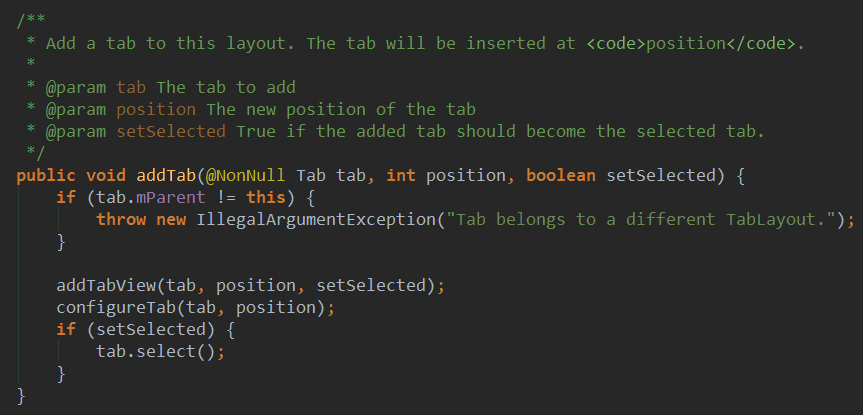 /**
 * Add a tab to this layout. The tab will be inserted at <code>position</code>.
 *
 * @param tab The tab to add
 * @param position The new position of the tab
 * @param setSelected True if the added tab should become the selected tab.
 */
public void addTab(@NonNull Tab tab, int position, boolean setSelected) {
    if (tab.mParent != this) {
        throw new IllegalArgumentException("Tab belongs to a different TabLayout.");
    }

    addTabView(tab, position, setSelected);
    configureTab(tab, position);
    if (setSelected) {
        tab.select();
    }
}